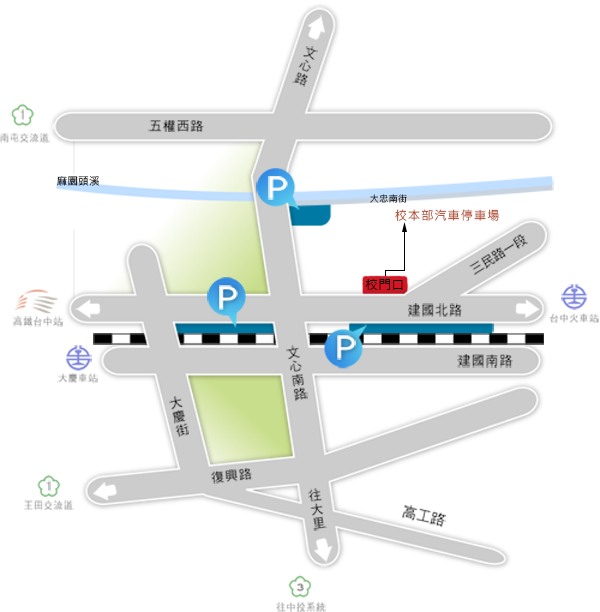 文心路
1
南屯交流道
五權西路
麻園頭溪
P
大忠南街
校本部汽車停車場
三民路一段
校門口
P
建國北路
高鐵台中站
台中火車站
P
大慶車站
文心南路
建國南路
大慶街
復興路
1
王田交流道
往大里
高工路
3
往中投系統